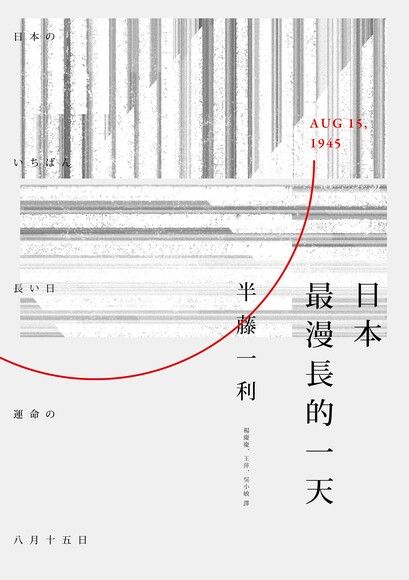 日本の
いちばん
長い日
運命の
八月十五日
AUG 15,
1945
日本
最漫長的一天
半藤一利
楊慶慶、王萍、吳小敏 譯